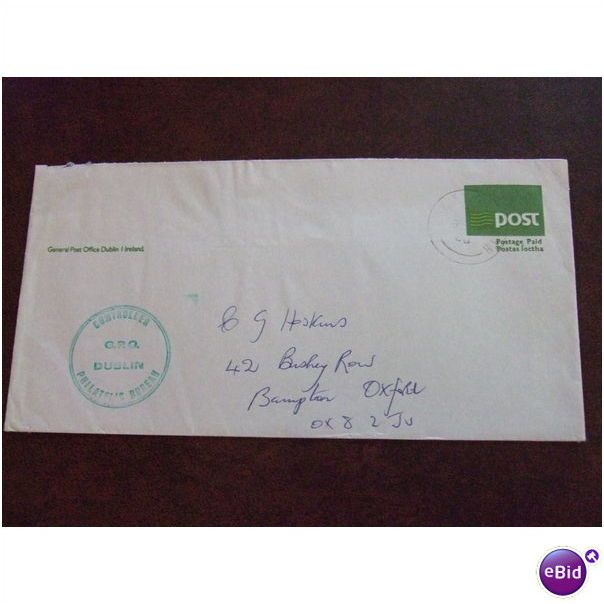 post
Postage Paid
Postas Íoctha
General Post Office Dublin 1 Ireland.
CONTROLLER
G.P.O.
DUBLIN
PHILATELIC BUREAU
G Hoskins
42 Bushey Row
Bampton Oxford
OX8 2JU
eBid